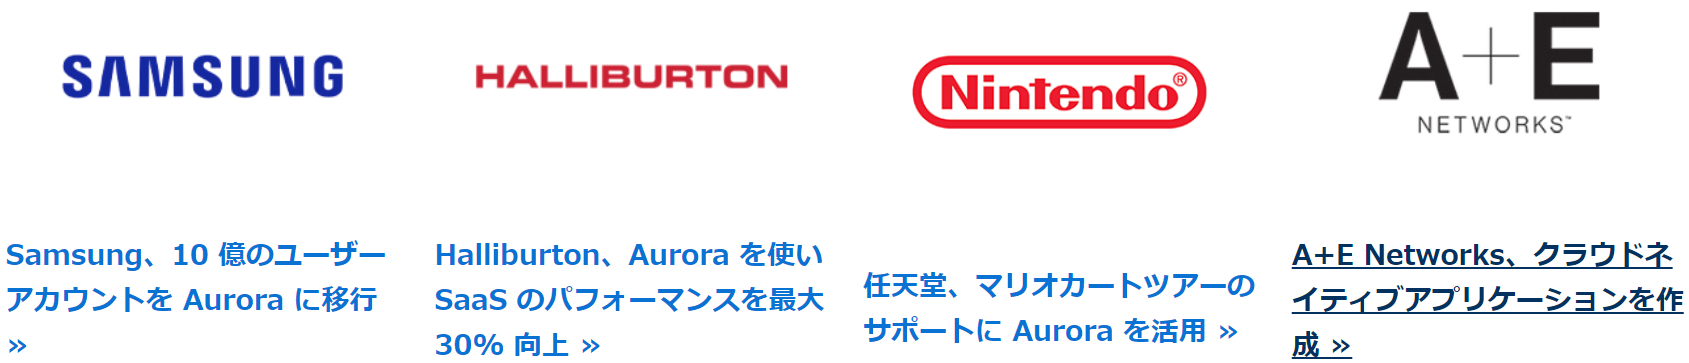 SAMSUNG
HALLIBURTON
Nintendo®
A+E
NETWORKS™
Samsung、10 億のユーザー
アカウントを Aurora に移行
»
Halliburton、Aurora を使い
SaaS のパフォーマンスを最大
30% 向上 »
任天堂、マリオカートツアーの
サポートに Aurora を活用 »
A+E Networks、クラウドネ
イティブアプリケーションを作
成 »